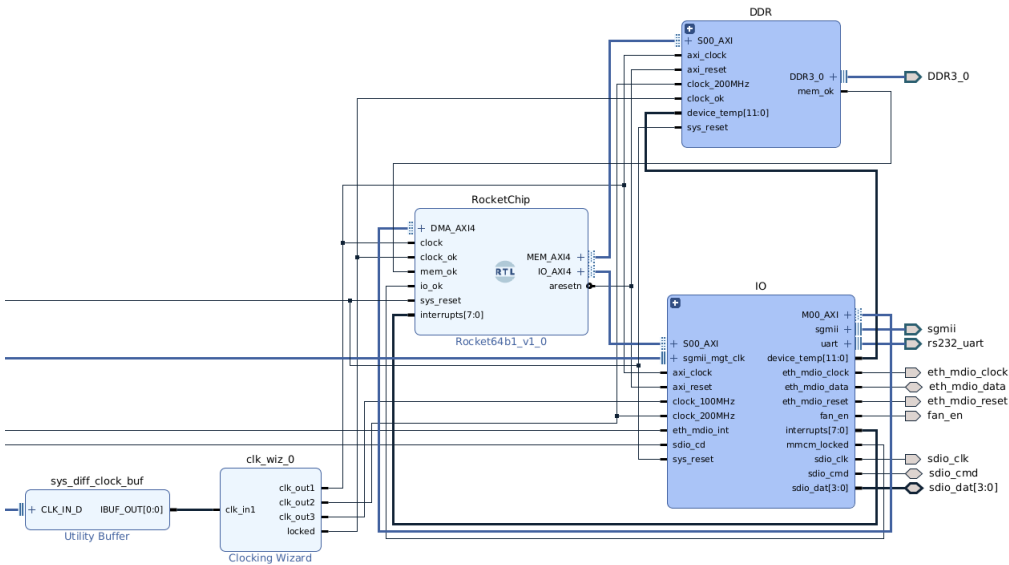 DDR
S00_AXI
axi_clock
axi_reset
clock_200MHz
clock_ok
device_temp[11:0]
sys_reset
DDR3_0
mem_ok
DDR3_0
RocketChip
DMA_AXI4
clock
clock_ok
mem_ok
io_ok
sys_reset
interrupts[7:0]
RTL
MEM_AXI4
IO_AXI4
aresetn
Rocket64b1_v1_0
IO
S00_AXI
sgmii_mgt_clk
axi_clock
axi_reset
clock_100MHz
clock_200MHz
eth_mdio_int
sdio_cd
sys_reset
M00_AXI
sgmii
uart
device_temp[11:0]
eth_mdio_clock
eth_mdio_data
eth_mdio_reset
fan_en
interrupts[7:0]
mmcm_locked
sdio_clk
sdio_cmd
sdio_dat[3:0]
sgmii
rs232_uart
eth_mdio_clock
eth_mdio_data
eth_mdio_reset
fan_en
sdio_clk
sdio_cmd
sdio_dat[3:0]
sys_diff_clock_buf
CLK_IN_D
IBUF_OUT[0:0]
Utility Buffer
clk_wiz_0
clk_in1
clk_out1
clk_out2
clk_out3
locked
Clocking Wizard